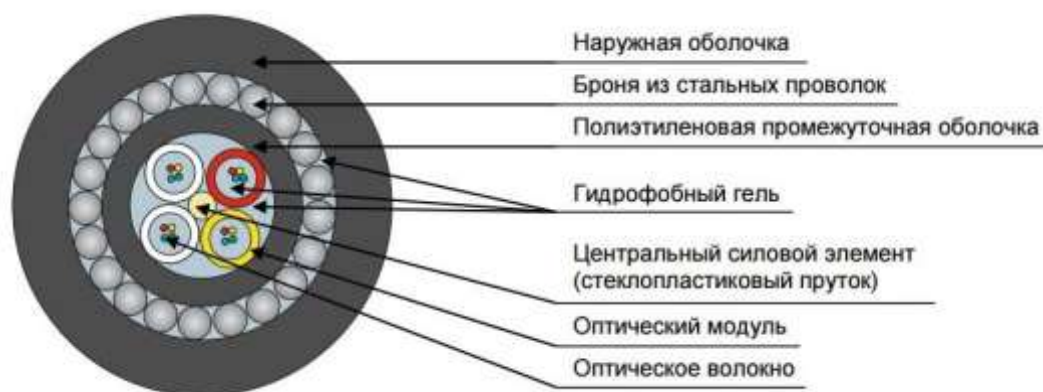 Наружная оболочка
Броня из стальных проволок
Полиэтиленовая промежуточная оболочка
Гидрофобный гель
Центральный силовой элемент
(стеклопластиковый пруток)
Оптический модуль
Оптическое волокно